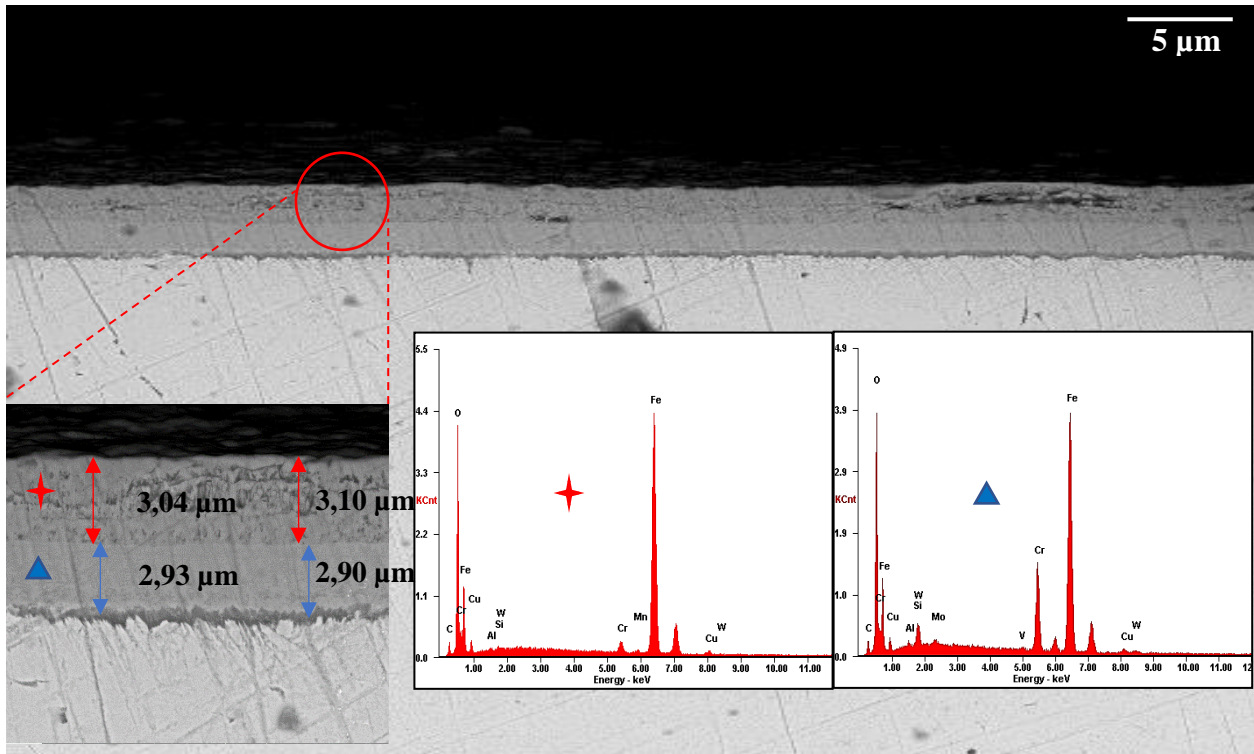 5 µm
3,04 µm
3,10 µm
2,93 µm
2,90 µm
5.5
4.4
3.3
KCnt
2.2
1.1
0.0
O
Fe
Fe
Cr
Cu
C
Al
W
Si
Cr
Mn
Cu
W
1.00 2.00 3.00 4.00 5.00 6.00 7.00 8.00 9.00 10.00 11.00
Energy - keV
4.9
3.9
2.9
KCnt
1.9
1.0
0.0
O
Fe
Fe
Cr
Cu
C
Al
W
Si
Mo
V
Cr
Cu
W
1.00 2.00 3.00 4.00 5.00 6.00 7.00 8.00 9.00 10.00 11.00 12.0
Energy - keV